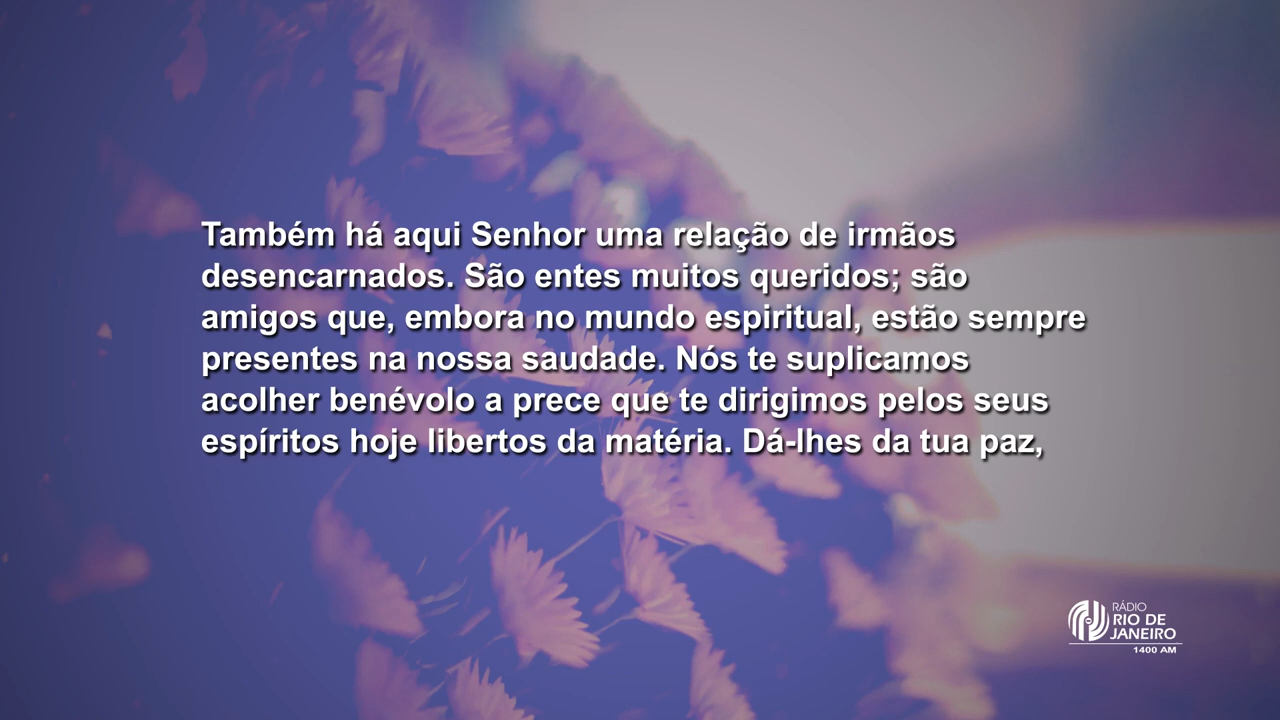 Também há aqui Senhor uma relação de irmãos
desencarnados. São entes muitos queridos; são
amigos que, embora no mundo espiritual, estão sempre
presentes na nossa saudade. Nós te suplicamos
acolher benévolo a prece que te dirigimos pelos seus
espíritos hoje libertos da matéria. Dá-lhes da tua paz,
RÁDIO
RIO DE
JANEIRO
1400 AM